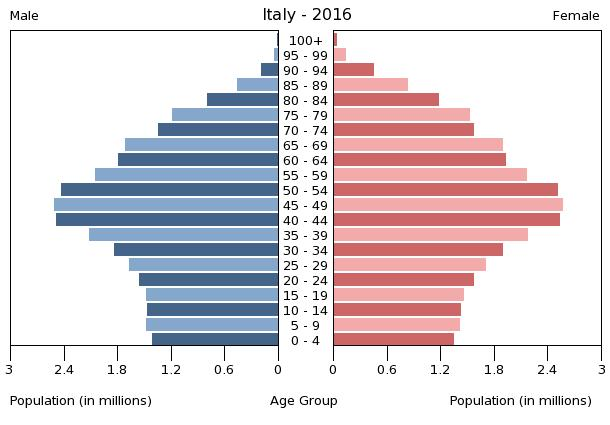 Male Italy - 2016 Female
100+
95 - 99
90 - 94
85 - 89
80 - 84
75 - 79
70 - 74
65 - 69
60 - 64
55 - 59
50 - 54
45 - 49
40 - 44
35 - 39
30 - 34
25 - 29
20 - 24
15 - 19
10 - 14
5 - 9
0 - 4
3 2.4 1.8 1.2 0.6 0 0 0.6 1.2 1.8 2.4 3
Population (in millions) Age Group Population (in millions)